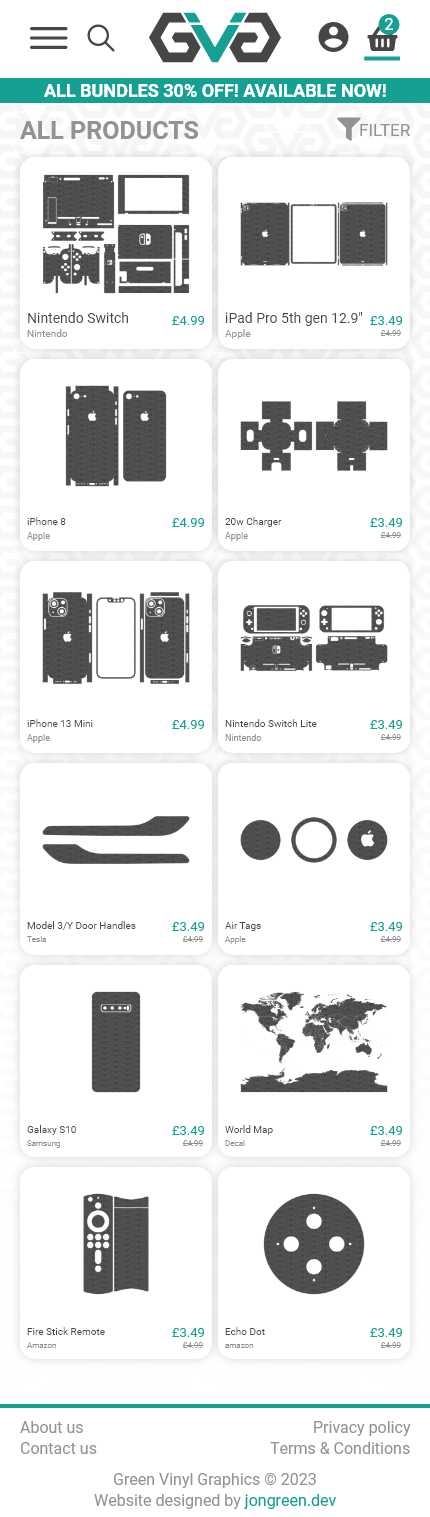 GVG
2
ALL BUNDLES 30% OFF! AVAILABLE NOW!
ALL PRODUCTS
FILTER
Nintendo Switch £4.99
Nintendo
iPad Pro 5th gen 12.9" £3.49
Apple £4.99
iPhone 8 £4.99
Apple
20w Charger £3.49
Apple £4.99
iPhone 13 Mini £4.99
Apple
Nintendo Switch Lite £3.49
Nintendo £4.99
Model 3/Y Door Handles £3.49
Tesla £4.99
Air Tags £3.49
Apple £4.99
Galaxy S10 £3.49
Samsung £4.99
World Map £3.49
Decal £4.99
Fire Stick Remote £3.49
Amazon £4.99
Echo Dot £3.49
amazon £4.99
About us Privacy policy
Contact us Terms & Conditions
Green Vinyl Graphics © 2023
Website designed by jongreen.dev